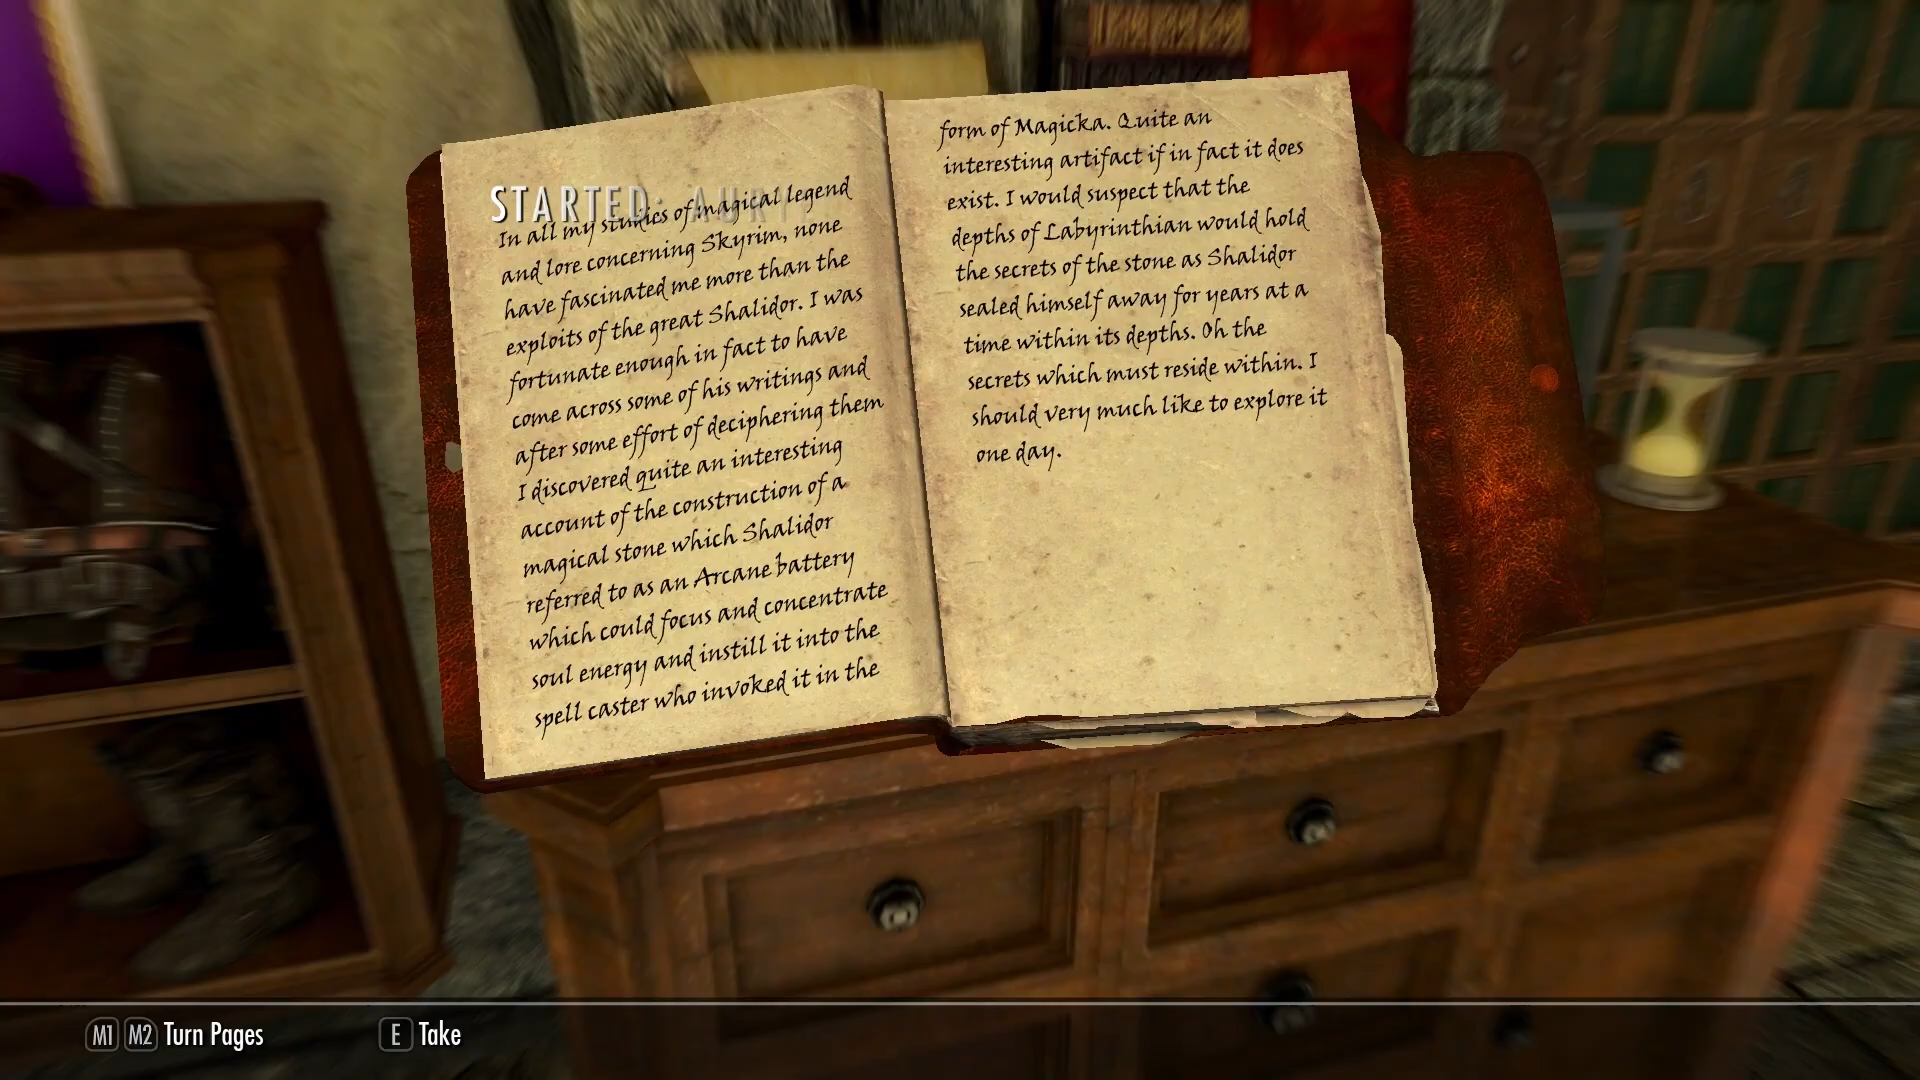 STARTED:
In all my studies of magical legend
and lore concerning Skyrim, none
have fascinated me more than the
exploits of the great Shalidor. I was
fortunate enough in fact to have
come across some of his writings and
after some effort of deciphering them
I discovered quite an interesting
account of the construction of a
magical stone which Shalidor
referred to as an Arcane battery
which could focus and concentrate
soul energy and instill it into the
spell caster who invoked it in the
form of Magicka. Quite an
interesting artifact if in fact it does
exist. I would suspect that the
depths of Labyrinthian would hold
the secrets of the stone as Shalidor
sealed himself away for years at a
time within its depths. Oh the
secrets which must reside within. I
should very much like to explore it
one day.
M1 M2 Turn Pages
E Take